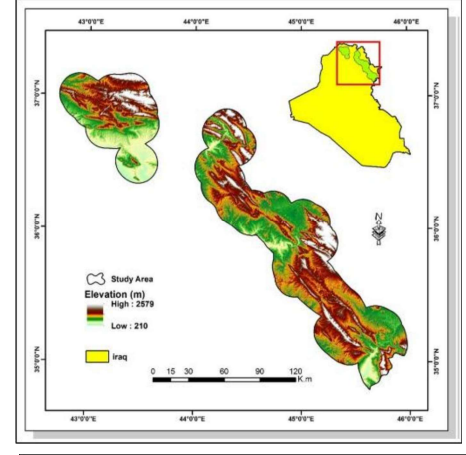 43°0'0"E 44°0'0"E 45°0'0"E 46°0'0"E
37°0'0"N 37°0'0"N
36°0'0"N 36°0'0"N
35°0'0"N 35°0'0"N
N
Study Area
Elevation (m)
High : 2579
Low : 210
iraq
0 15 30 60 90 120
K.m
43°0'0"E 44°0'0"E 45°0'0"E 46°0'0"E